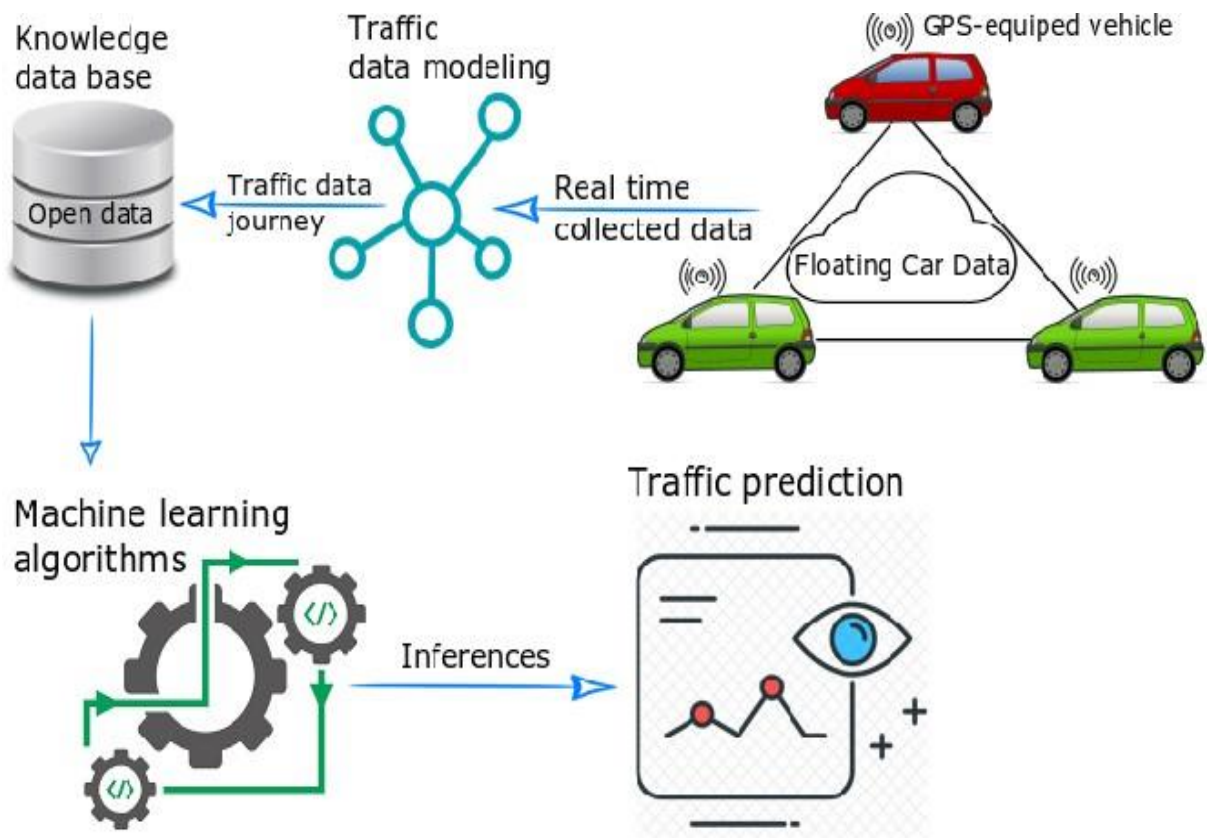 Knowledge
data base
Open data
Traffic
data modeling
Traffic data
journey
Real time
collected data
GPS-equiped vehicle
Floating Car Data
Machine learning
algorithms
</>
</>
Inferences
Traffic prediction